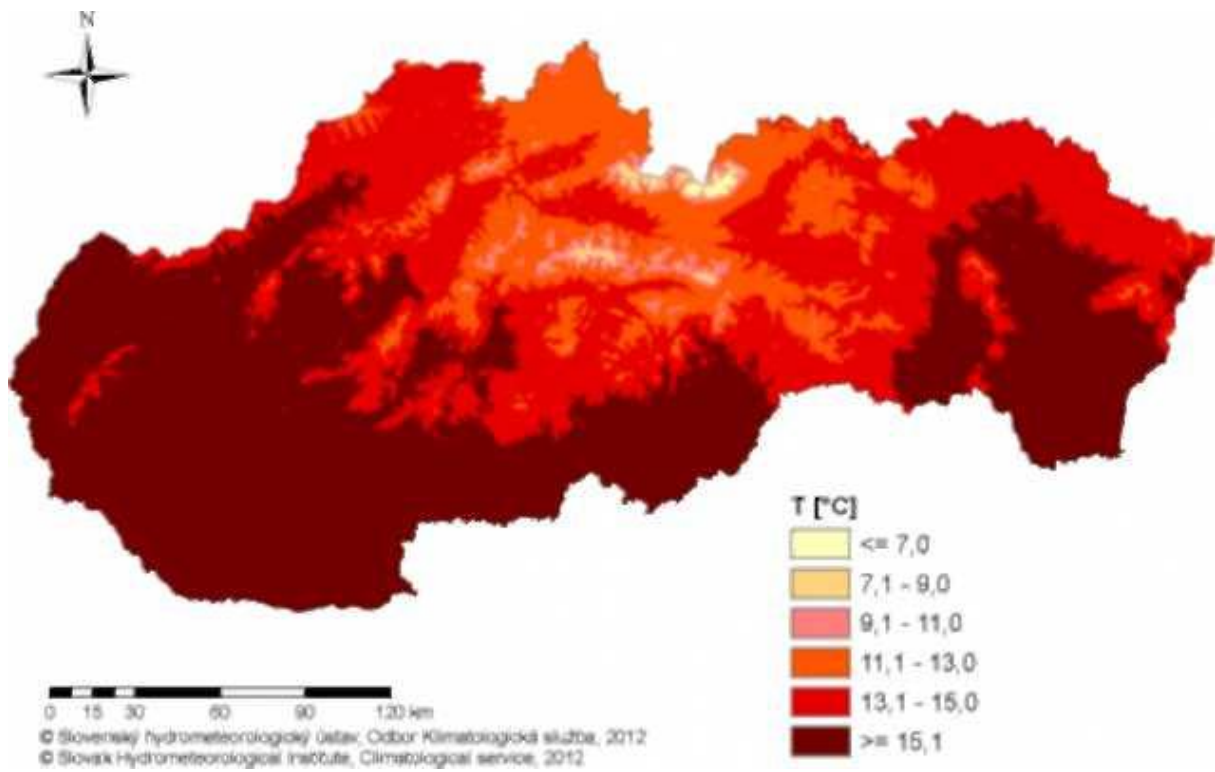 N
T [°C]
<= 7,0
7,1 - 9,0
9,1 - 11,0
11,1 - 13,0
13,1 - 15,0
>= 15,1
0 15 30 60 90 120 km
© Slovenský hydrometeorologický ústav, Odbor Klimatologická služba, 2012
© Slovak Hydrometeorological Institute, Climatological service, 2012